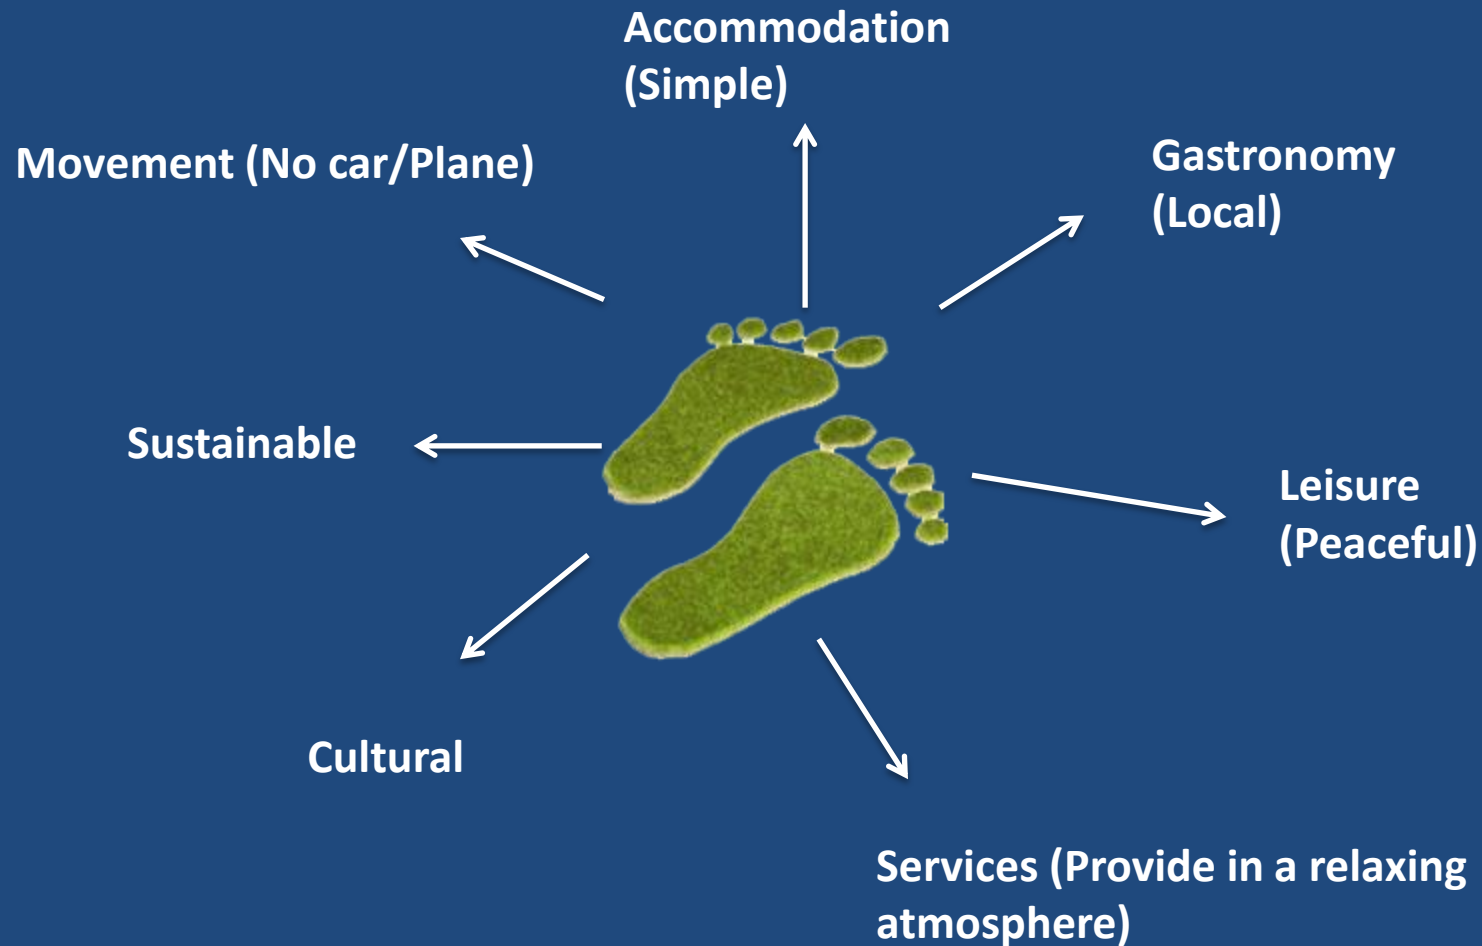 Accommodation
(Simple)
Movement (No car/Plane)
Gastronomy
(Local)
Sustainable
Leisure
(Peaceful)
Cultural
Services (Provide in a relaxing
atmosphere)